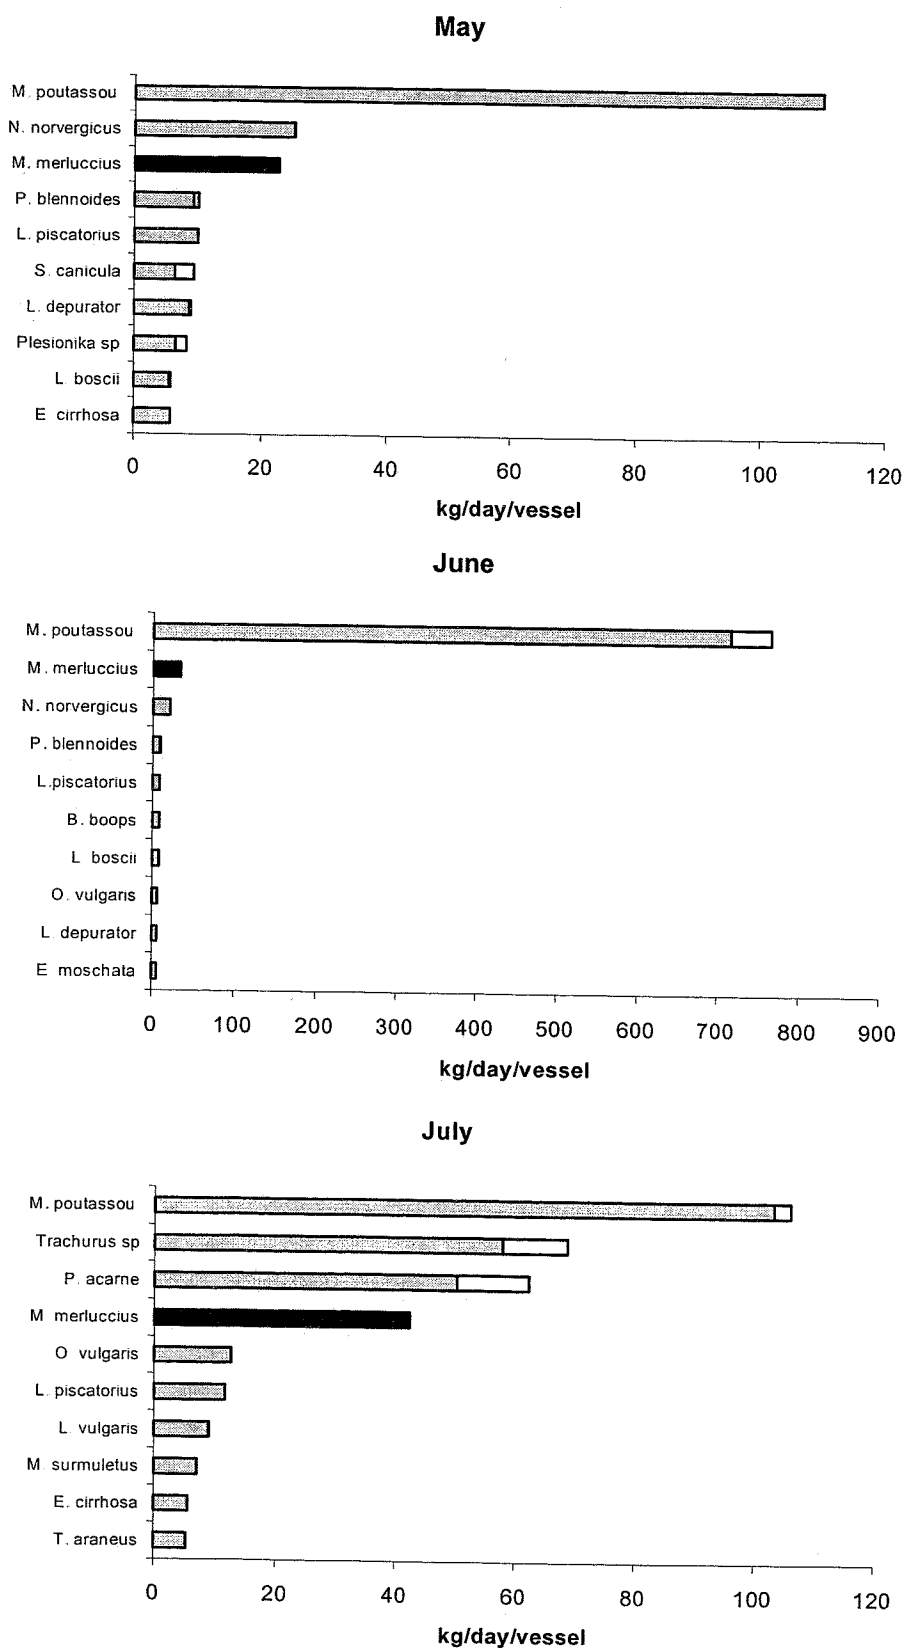 May
M. poutassou
N. norvergicus
M. merluccius
P. blennoides
L. piscatorius
S. canicula
L. depurator
Plesionika sp
L. boscii
E cirrhosa
0 20 40 60 80 100 120
kg/day/vessel
June
M. poutassou
M. merluccius
N. norvergicus
P. blennoides
L.piscatorius
B. boops
L boscii
O. vulgaris
L. depurator
E moschata
0 100 200 300 400 500 600 700 800 900
kg/day/vessel
July
M. poutassou
Trachurus sp
P. acarne
M merluccius
O vulgaris
L. piscatorius
L. vulgaris
M. surmuletus
E. cirrhosa
T. araneus
0 20 40 60 80 100 120
kg/day/vessel